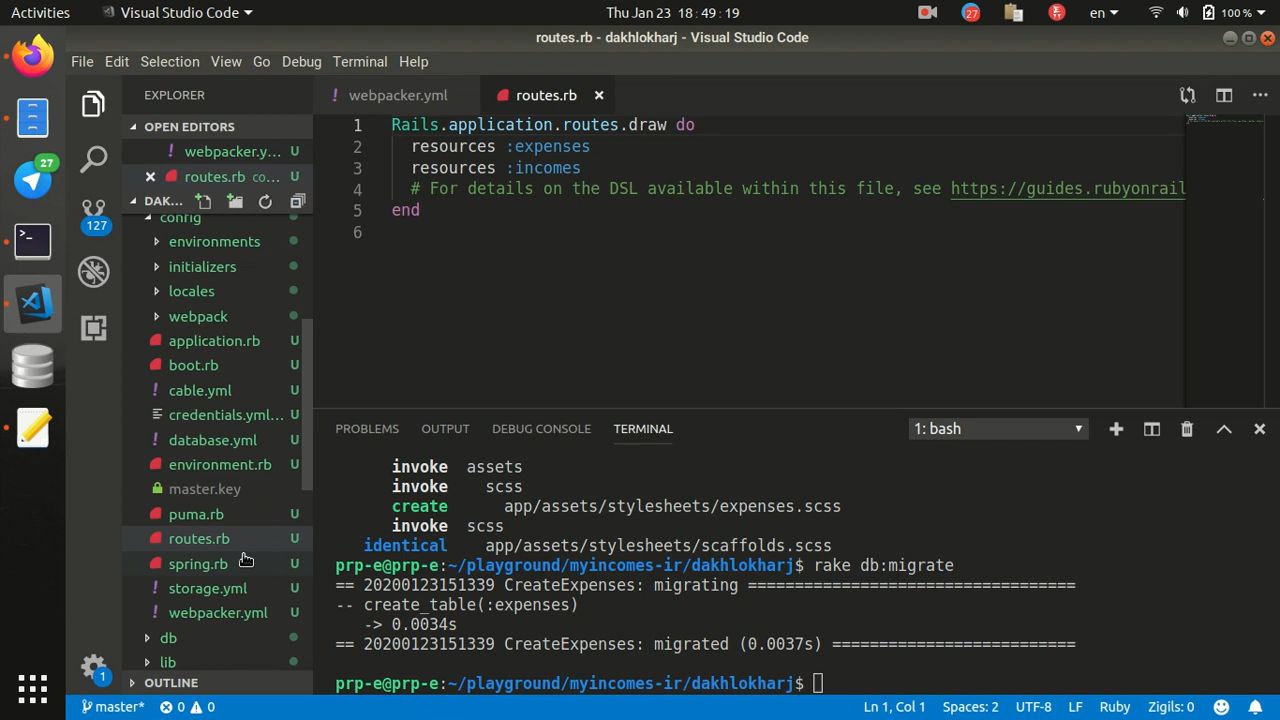 Activities
Visual Studio Code
Thu Jan 23 18:49:19
27
en
100 %
routes.rb - dakhlokharj - Visual Studio Code
File Edit Selection View Go Debug Terminal Help
EXPLORER
webpacker.yml
routes.rb
OPEN EDITORS
webpacker.y... U
routes.rb co... U
DAK...
config
environments
initializers
locales
webpack
application.rb U
boot.rb U
cable.yml U
credentials.yml... U
database.yml U
environment.rb U
master.key
puma.rb U
routes.rb U
spring.rb U
storage.yml U
webpacker.yml U
db
lib
OUTLINE
27
127
1
1 Rails.application.routes.draw do
2 resources :expenses
3 resources :incomes
4 # For details on the DSL available within this file, see https://guides.rubyonrail
5 end
6
PROBLEMS OUTPUT DEBUG CONSOLE TERMINAL
1: bash
invoke assets
invoke scss
create app/assets/stylesheets/expenses.scss
invoke scss
identical app/assets/stylesheets/scaffolds.scss
prp-e@prp-e:~/playground/myincomes-ir/dakhlokharj$ rake db:migrate
== 20200123151339 CreateExpenses: migrating ===================================
-- create_table(:expenses)
-> 0.0034s
== 20200123151339 CreateExpenses: migrated (0.0037s) ==========================
prp-e@prp-e:~/playground/myincomes-ir/dakhlokharj$
master* 0 0
Ln 1, Col 1 Spaces: 2 UTF-8 LF Ruby Zigils: 0